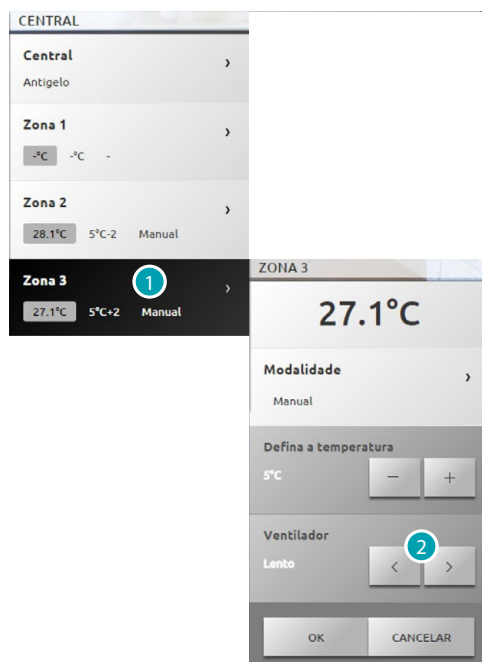 CENTRAL
Central
Antigelo
Zona 1
-°C -°C -
Zona 2
28.1°C 5°C-2 Manual
Zona 3 1
27.1°C 5°C+2 Manual
ZONA 3
27.1°C
Modalidade
Manual
Defina a temperatura
5°C - +
Ventilador
2
Lento < >
OK CANCELAR